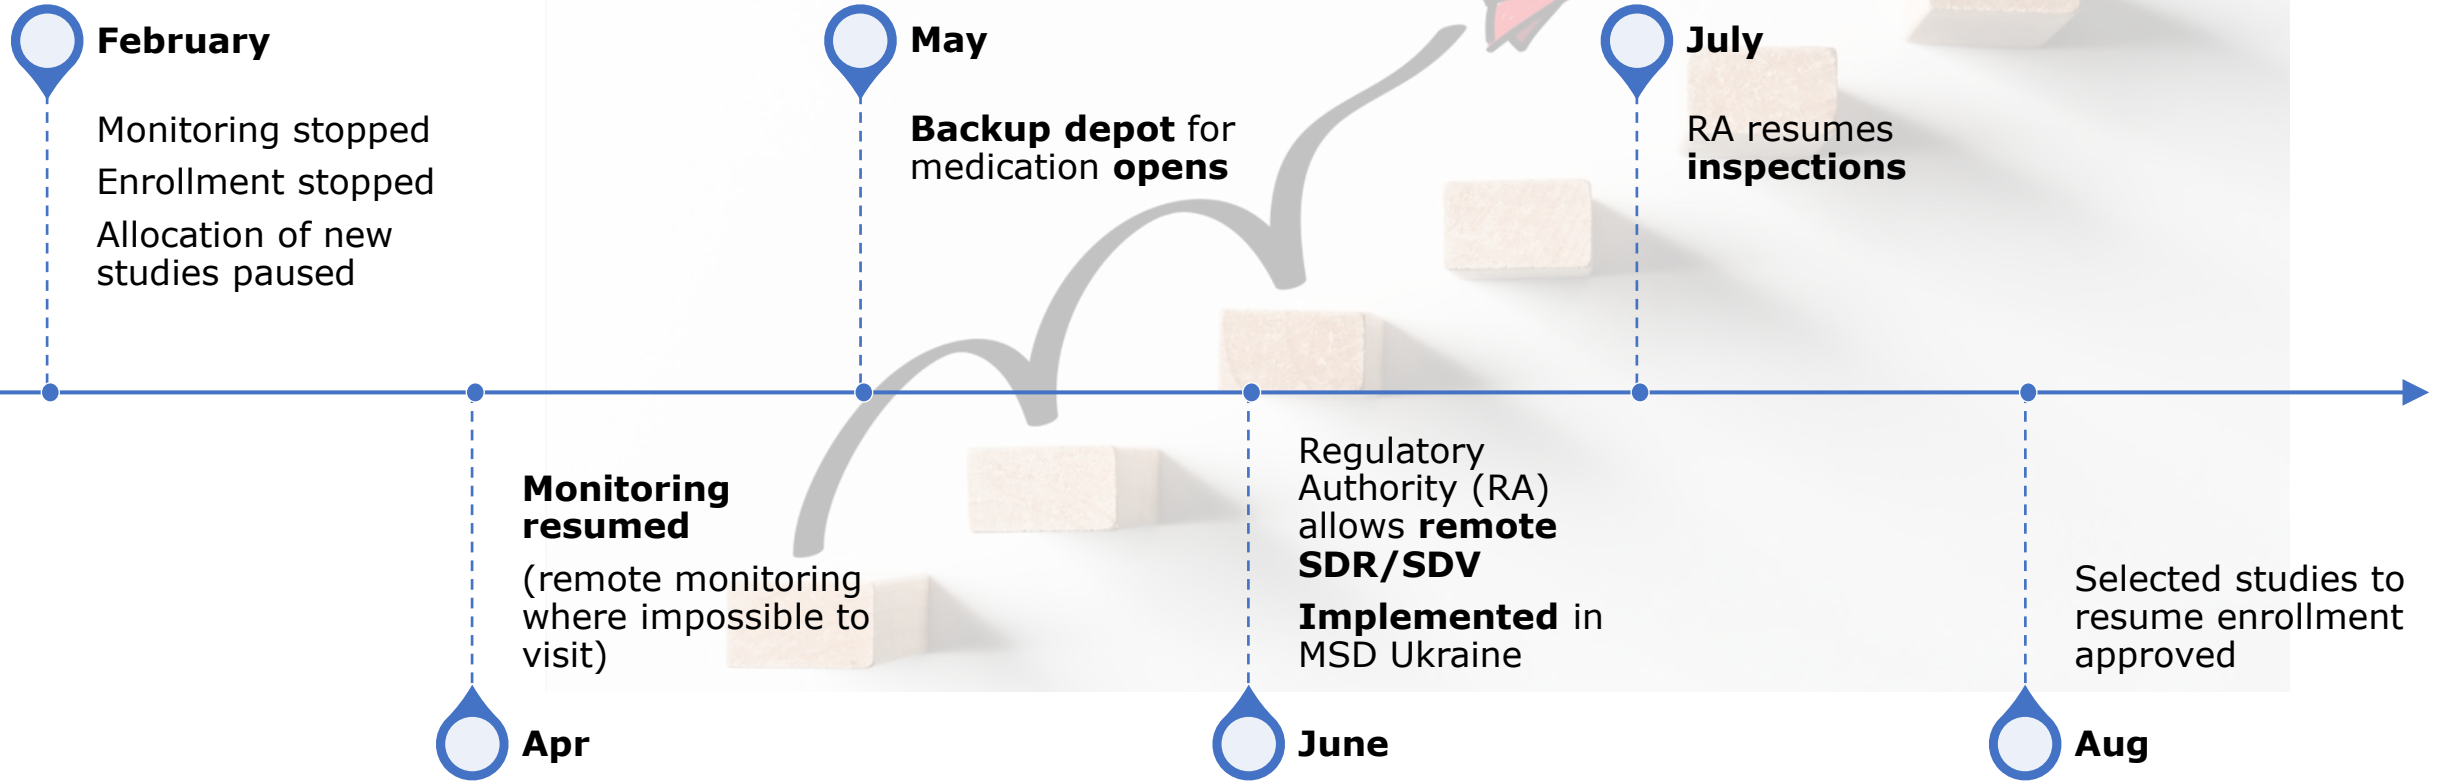 February
Monitoring stopped
Enrollment stopped
Allocation of new
studies paused
Monitoring
resumed
(remote monitoring
where impossible to
visit)
Apr
May
Backup depot for
medication opens
Regulatory
Authority (RA)
allows remote
SDR/SDV
Implemented in
MSD Ukraine
June
July
RA resumes
inspections
Selected studies to
resume enrollment
approved
Aug